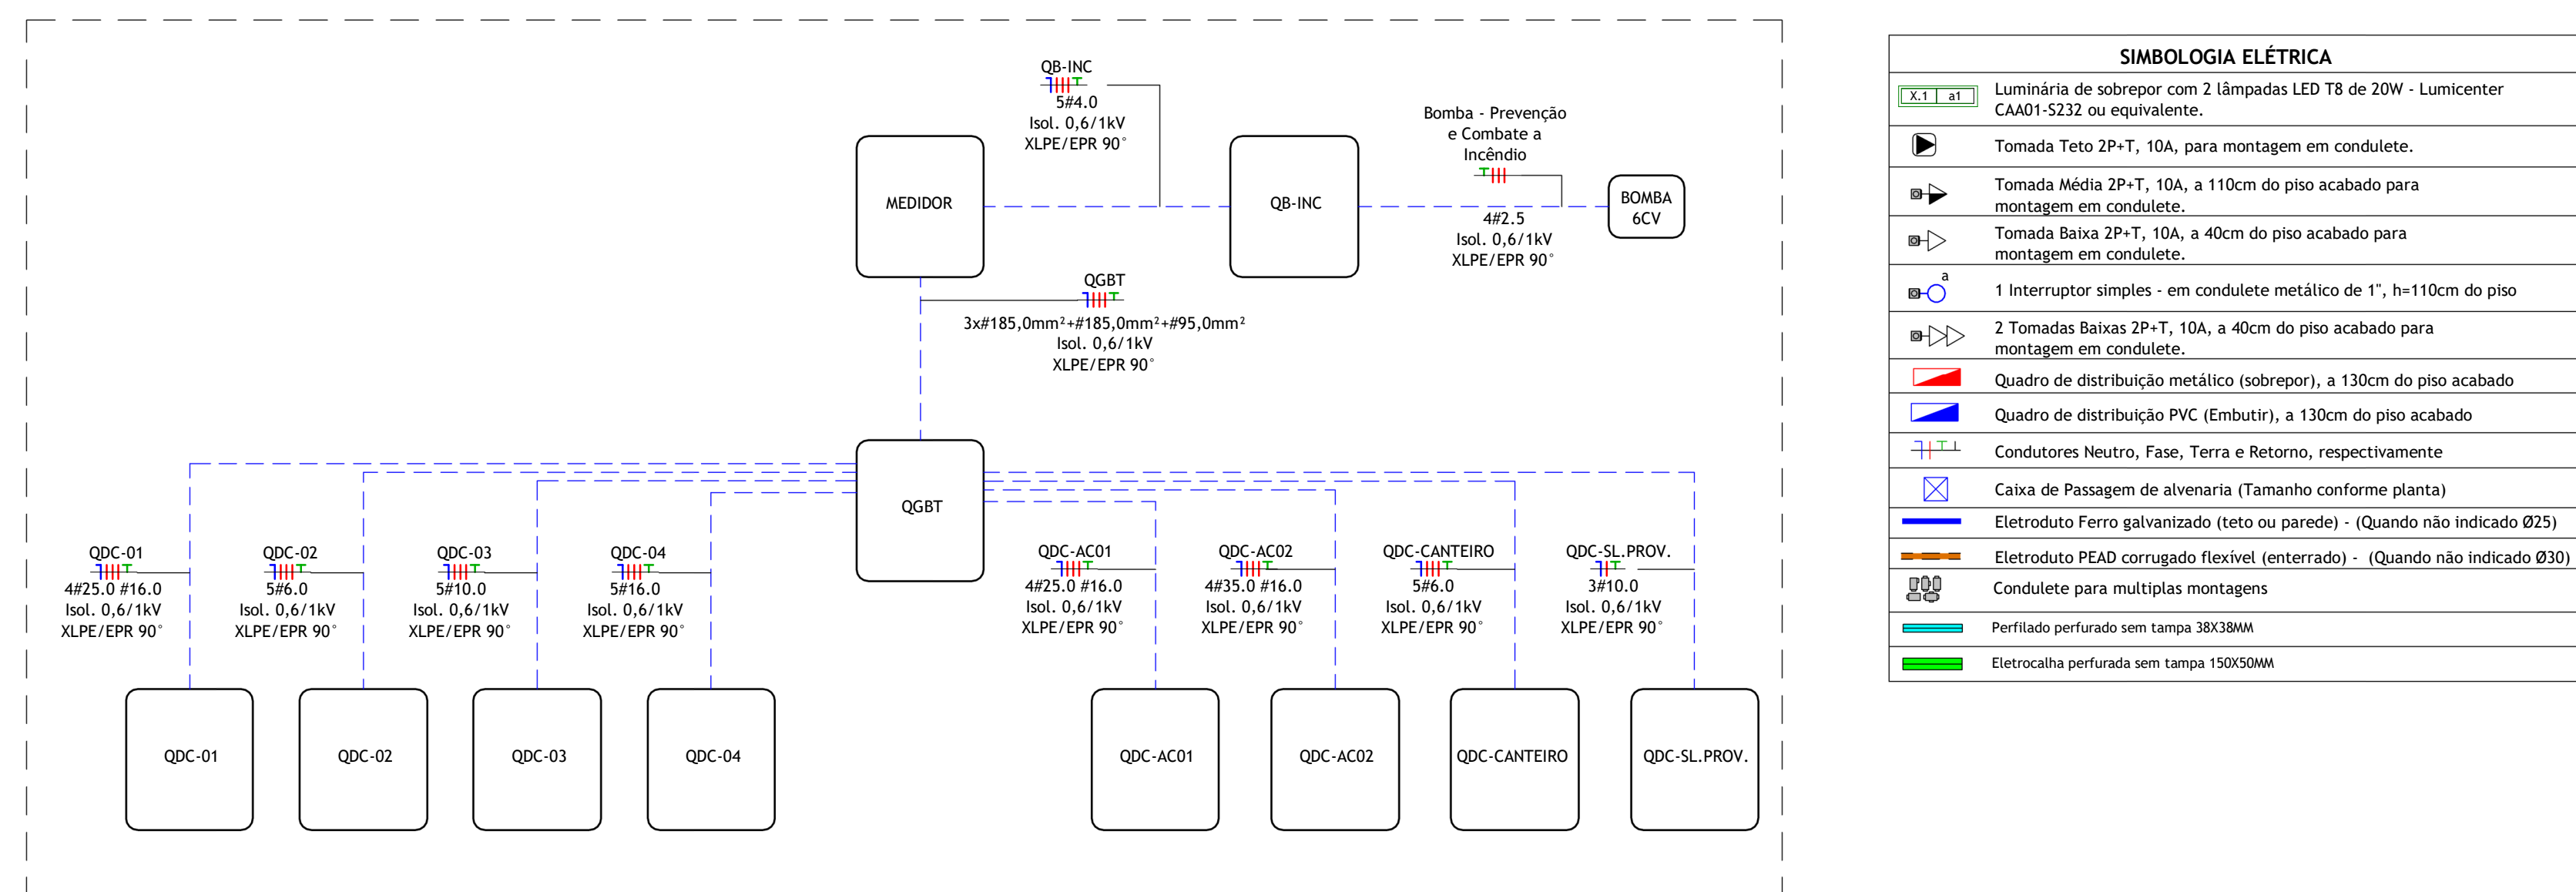 QB-INC
5#4.0
Isol. 0,6/1kV
XLPE/EPR 90°
Bomba - Prevenção
e Combate a
Incêndio
MEDIDOR
QB-INC
BOMBA
6CV
4#2.5
Isol. 0,6/1kV
XLPE/EPR 90°
QGBT
3x#185,0mm²+#185,0mm²+#95,0mm²
Isol. 0,6/1kV
XLPE/EPR 90°
QGBT
QDC-01
4#25.0 #16.0
Isol. 0,6/1kV
XLPE/EPR 90°
QDC-02
5#6.0
Isol. 0,6/1kV
XLPE/EPR 90°
QDC-03
5#10.0
Isol. 0,6/1kV
XLPE/EPR 90°
QDC-04
5#16.0
Isol. 0,6/1kV
XLPE/EPR 90°
QDC-AC01
4#25.0 #16.0
Isol. 0,6/1kV
XLPE/EPR 90°
QDC-AC02
4#35.0 #16.0
Isol. 0,6/1kV
XLPE/EPR 90°
QDC-CANTEIRO
5#6.0
Isol. 0,6/1kV
XLPE/EPR 90°
QDC-SL.PROV.
3#10.0
Isol. 0,6/1kV
XLPE/EPR 90°
QDC-01
QDC-02
QDC-03
QDC-04
QDC-AC01
QDC-AC02
QDC-CANTEIRO
QDC-SL.PROV.
SIMBOLOGIA ELÉTRICA
X.1 a1
Luminária de sobrepor com 2 lâmpadas LED T8 de 20W - Lumicenter
CAA01-S232 ou equivalente.
Tomada Teto 2P+T, 10A, para montagem em condulete.
Tomada Média 2P+T, 10A, a 110cm do piso acabado para
montagem em condulete.
Tomada Baixa 2P+T, 10A, a 40cm do piso acabado para
montagem em condulete.
a
1 Interruptor simples - em condulete metálico de 1", h=110cm do piso
2 Tomadas Baixas 2P+T, 10A, a 40cm do piso acabado para
montagem em condulete.
Quadro de distribuição metálico (sobrepor), a 130cm do piso acabado
Quadro de distribuição PVC (Embutir), a 130cm do piso acabado
Condutores Neutro, Fase, Terra e Retorno, respectivamente
Caixa de Passagem de alvenaria (Tamanho conforme planta)
Eletroduto Ferro galvanizado (teto ou parede) - (Quando não indicado Ø25)
Eletroduto PEAD corrugado flexível (enterrado) - (Quando não indicado Ø30)
Condulete para multiplas montagens
Perfilado perfurado sem tampa 38X38MM
Eletrocalha perfurada sem tampa 150X50MM